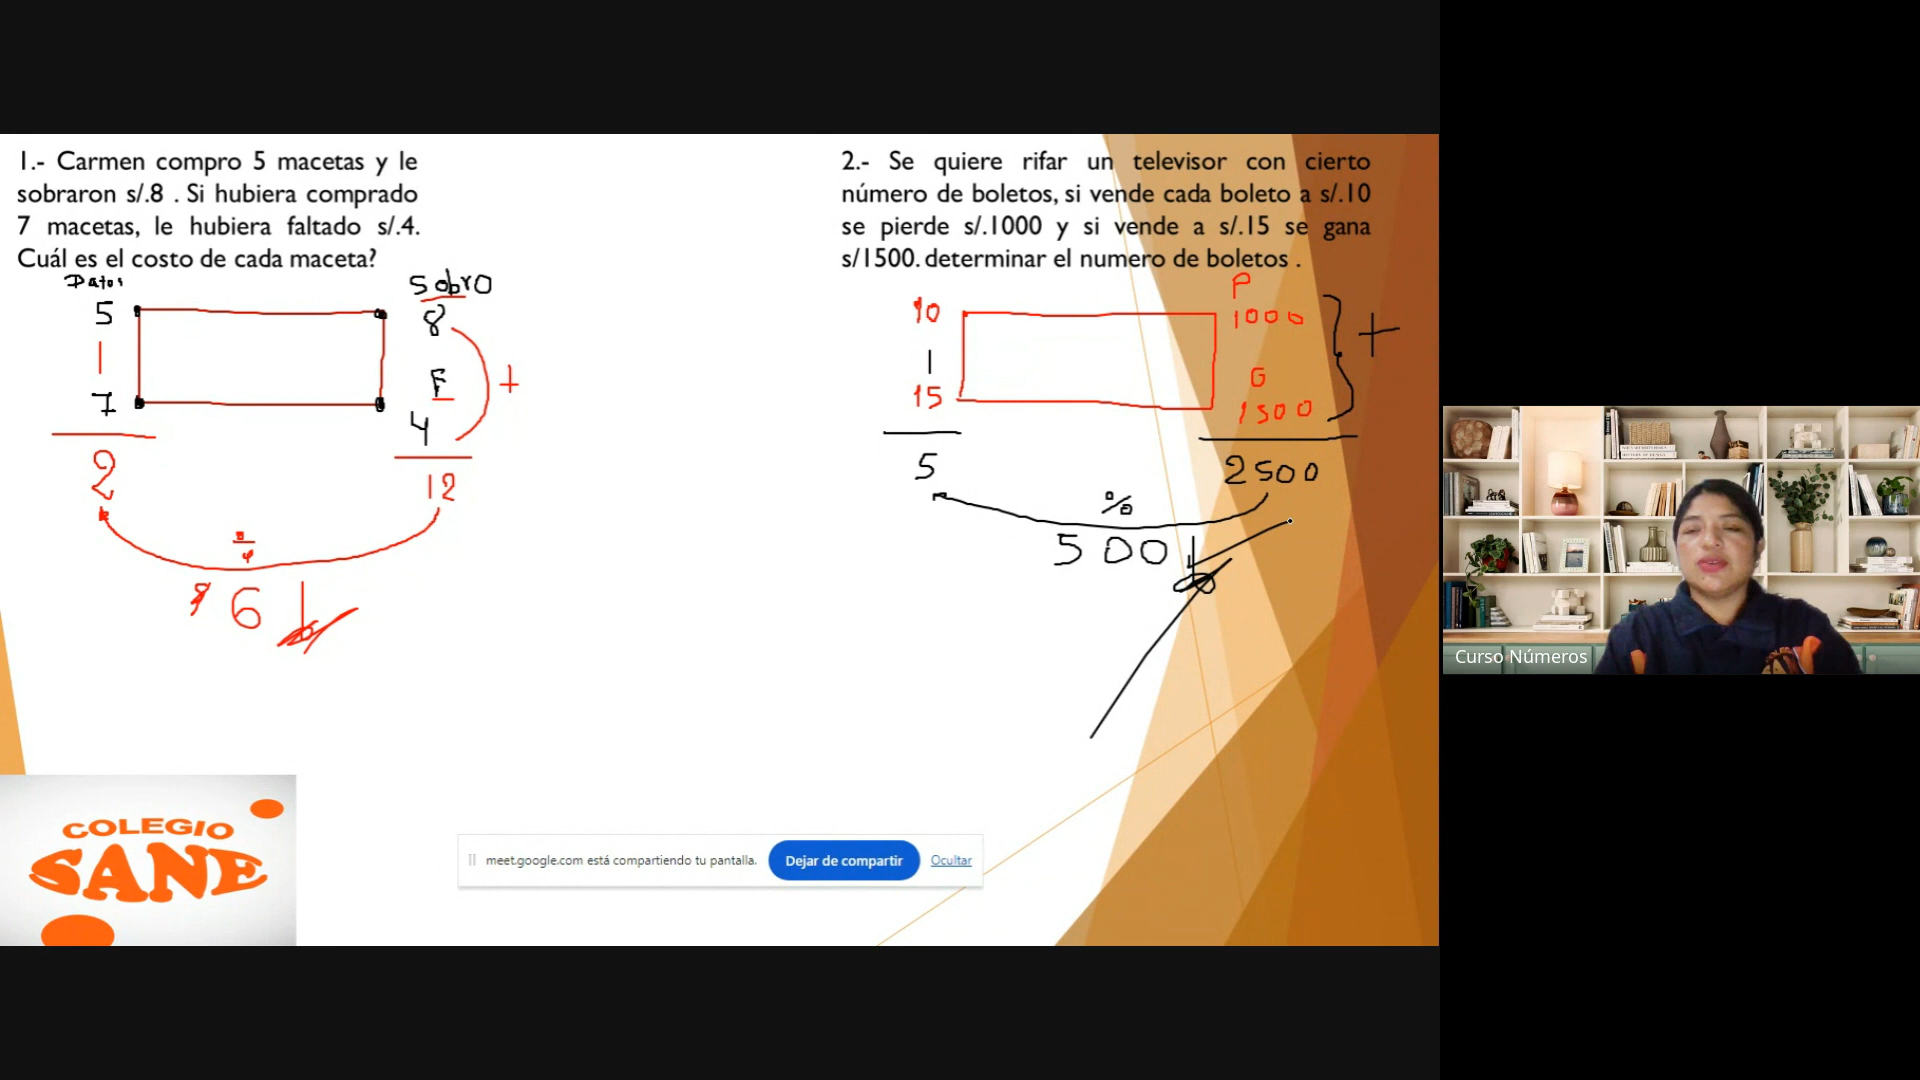 1.- Carmen compro 5 macetas y le
sobraron s/.8 . Si hubiera comprado
7 macetas, le hubiera faltado s/.4.
Cuál es el costo de cada maceta?
Datos
Sobro
5
8
1
F
+
7
4
2
12
6
2.- Se quiere rifar un televisor con cierto
número de boletos, si vende cada boleto a s/.10
se pierde s/.1000 y si vende a s/.15 se gana
s/1500. determinar el numero de boletos .
P
10
1000
+
1
G
15
1500
5
2500
%
500
COLEGIO
SANE
meet.google.com está compartiendo tu pantalla.
Dejar de compartir
Ocultar
Curso Números